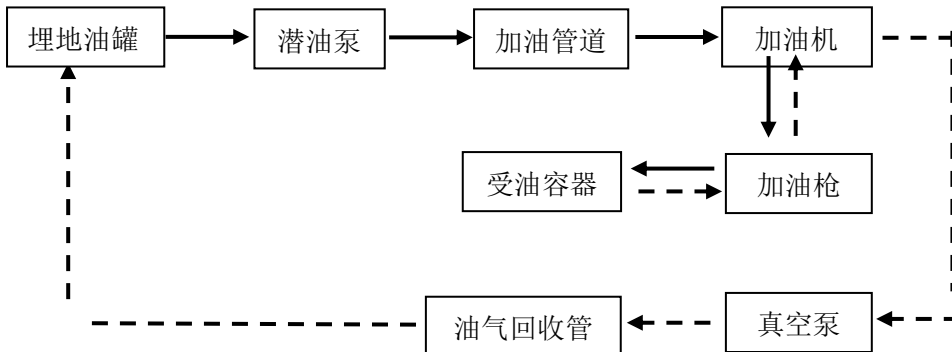 埋地油罐
潜油泵
加油管道
加油机
受油容器
加油枪
油气回收管
真空泵